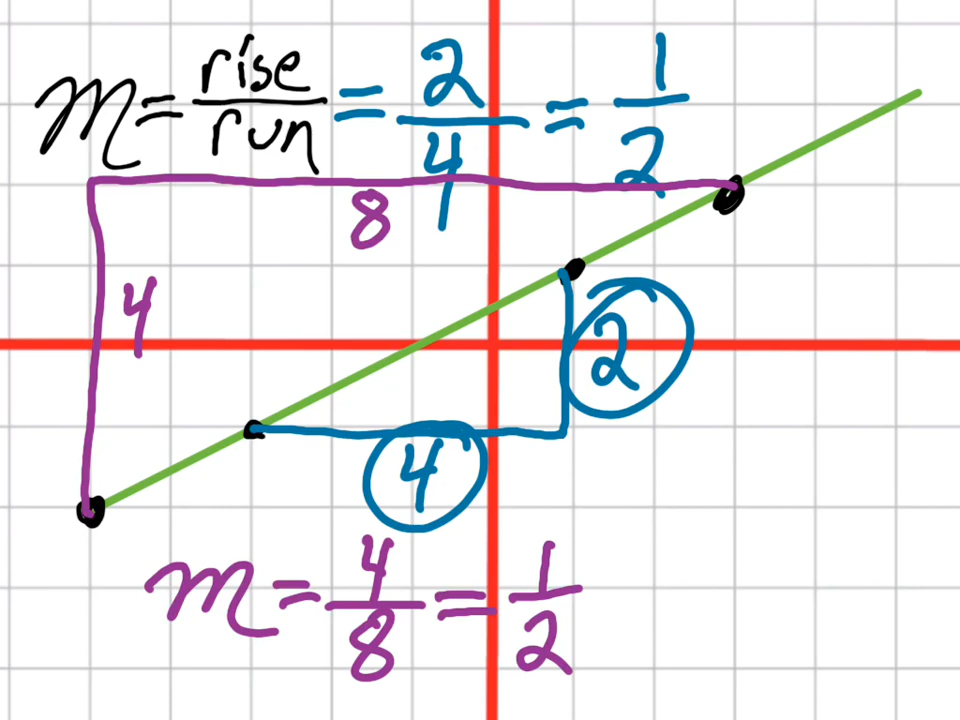 m = rise/run = 2/4 = 1/2
8
4
2
4
m = 4/8 = 1/2